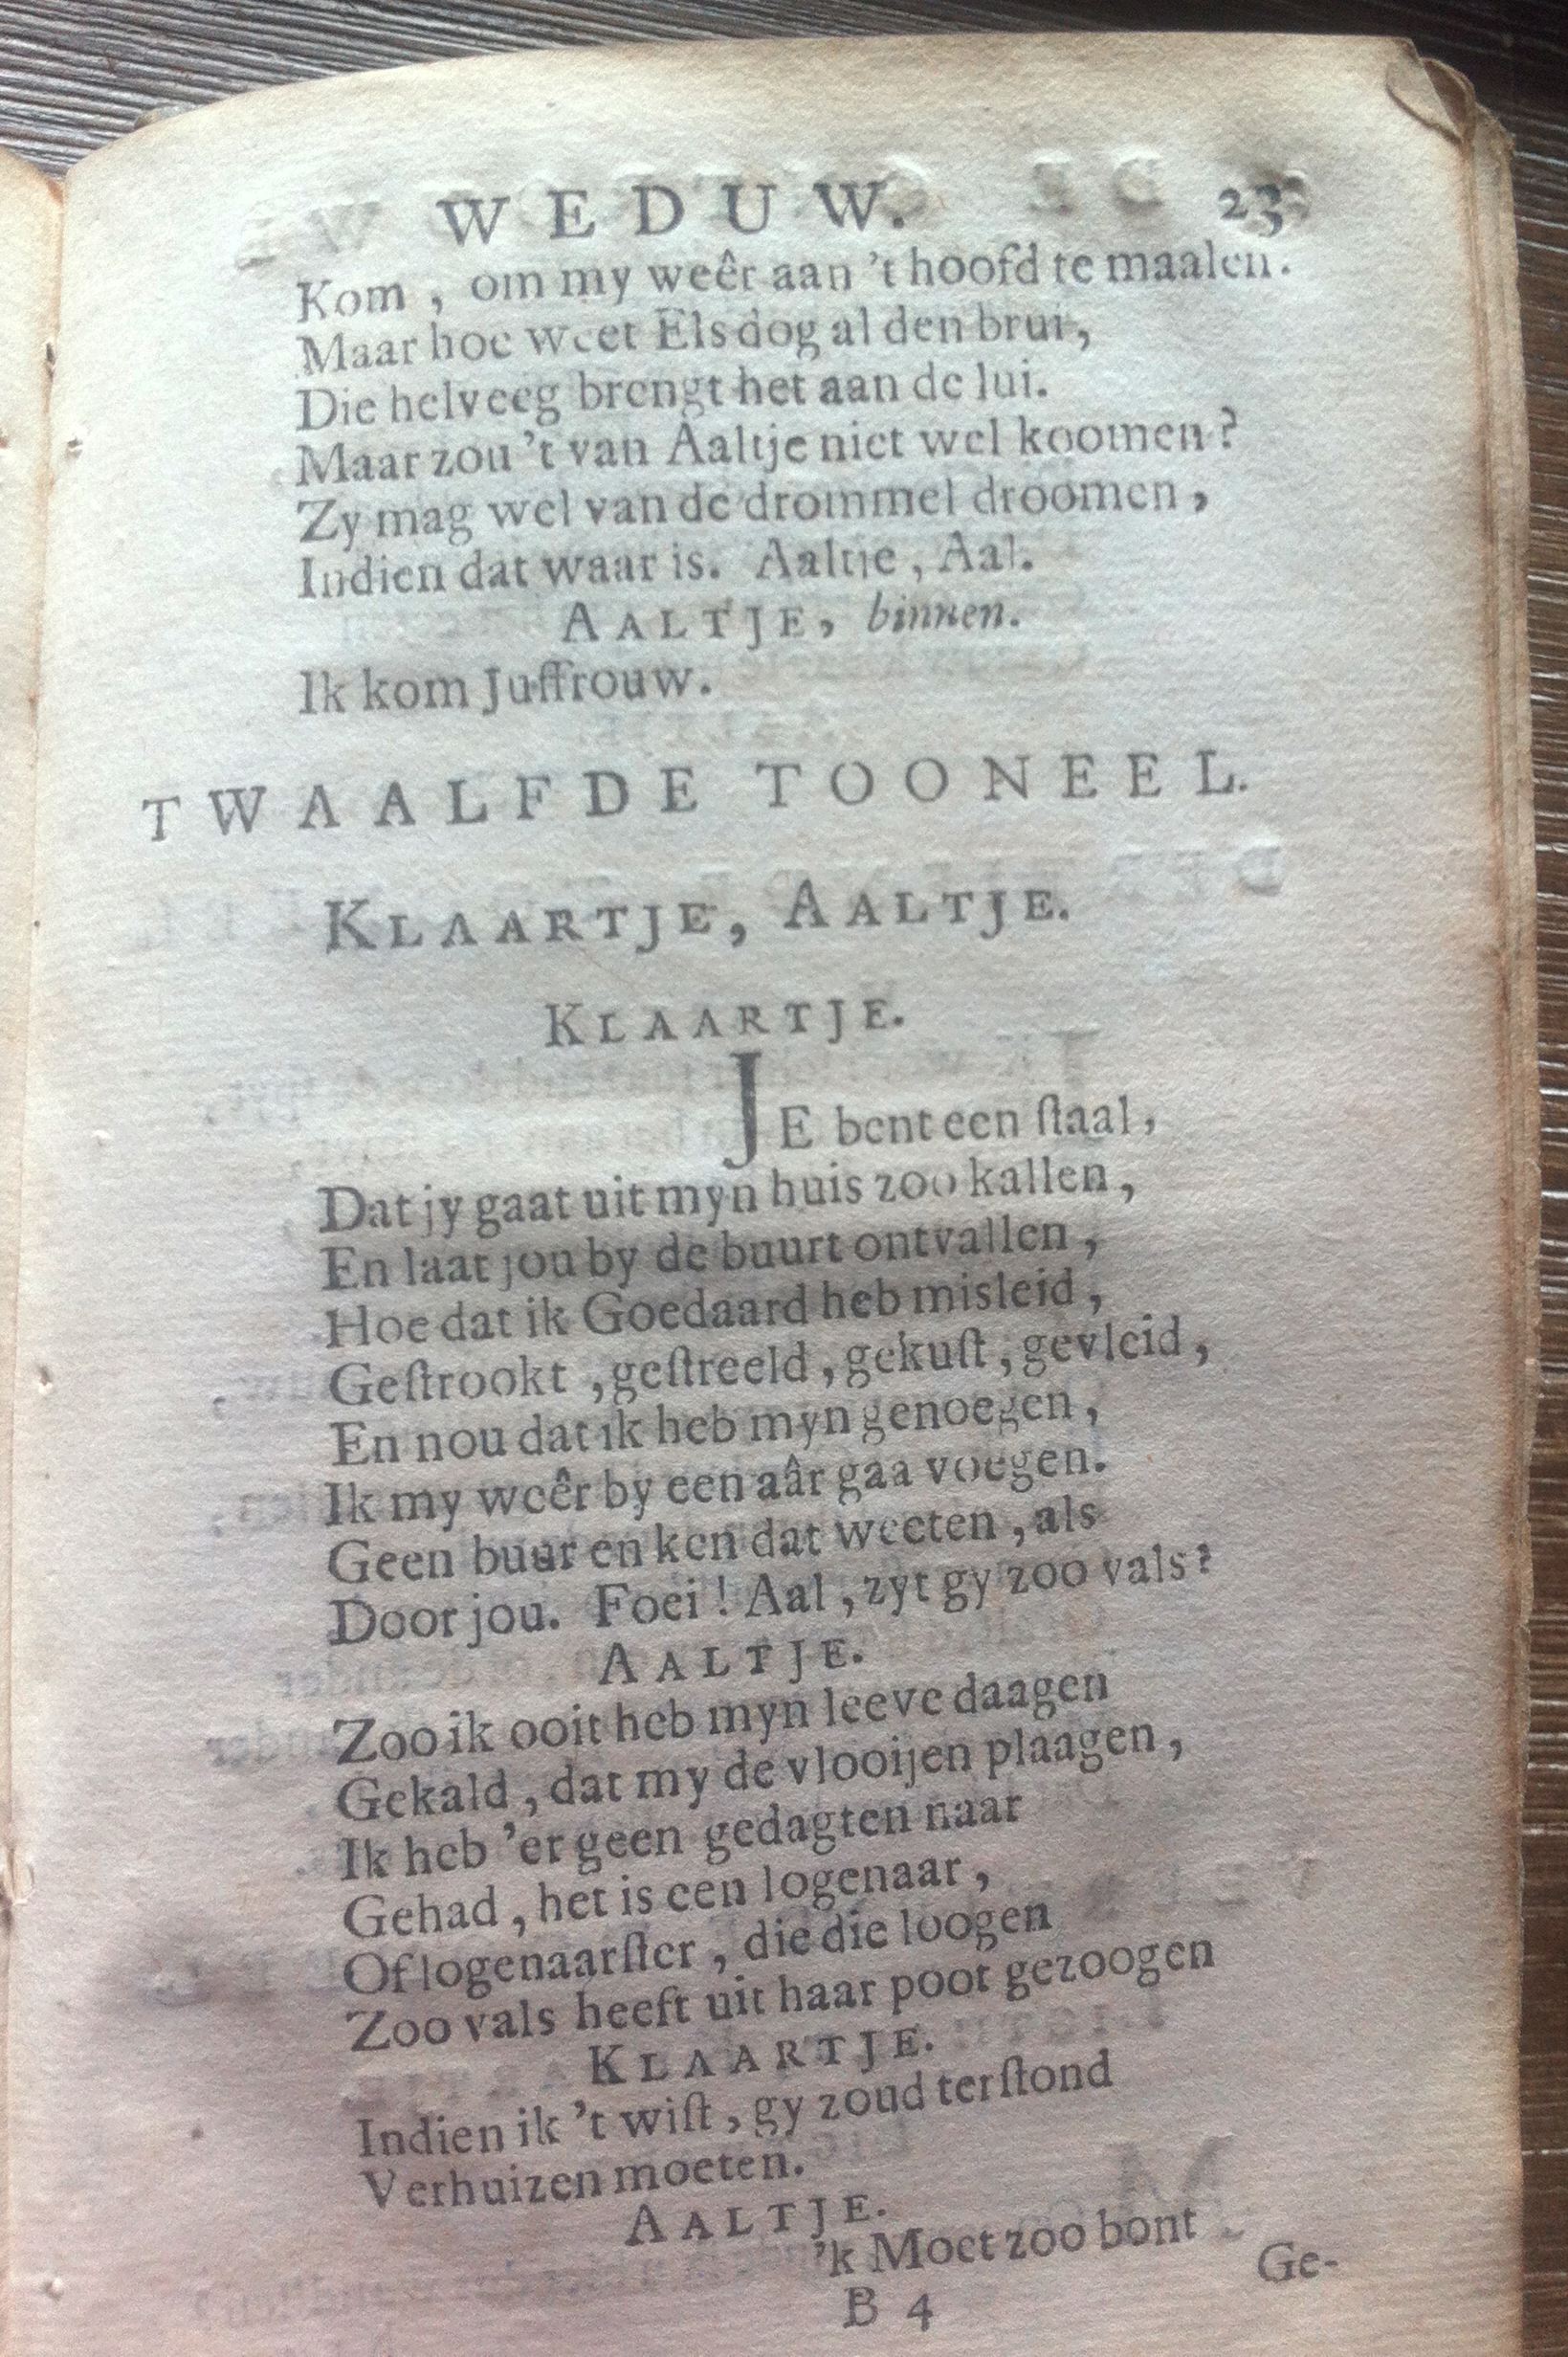 WEDUW. 23
Kom, om my weêr aan 't hoofd te maalen.
Maar hoe weet Els dog al den brui,
Die helveeg brengt het aan de lui.
Maar zou 't van Aaltje niet wel koomen?
Zy mag wel van de drommel droomen,
Indien dat waar is. Aaltje, Aal.
AALTJE, binnen.
Ik kom Juffrouw.
TWAALFDE TOONEEL.
KLAARTJE, AALTJE.
KLAARTJE.
JE bent een ſtaal,
Dat jy gaat uit myn huis zoo kallen,
En laat jou by de buurt ontvallen,
Hoe dat ik Goedaard heb misleid,
Geſtrookt, geſtreeld, gekuſt, gevleid,
En nou dat ik heb myn genoegen,
Ik my weêr by een aâr gaa voegen.
Geen buur en ken dat weeten, als
Door jou. Foei! Aal, zyt gy zoo vals?
AALTJE.
Zoo ik ooit heb myn leeve daagen
Gekald, dat my de vlooijen plaagen,
Ik heb 'er geen gedagten naar
Gehad, het is een logenaar,
Of logenaarſter, die die loogen
Zoo vals heeft uit haar poot gezoogen
KLAARTJE.
Indien ik 't wiſt, gy zoud terſtond
Verhuizen moeten.
AALTJE.
'k Moet zoo bont
Ge-
B 4